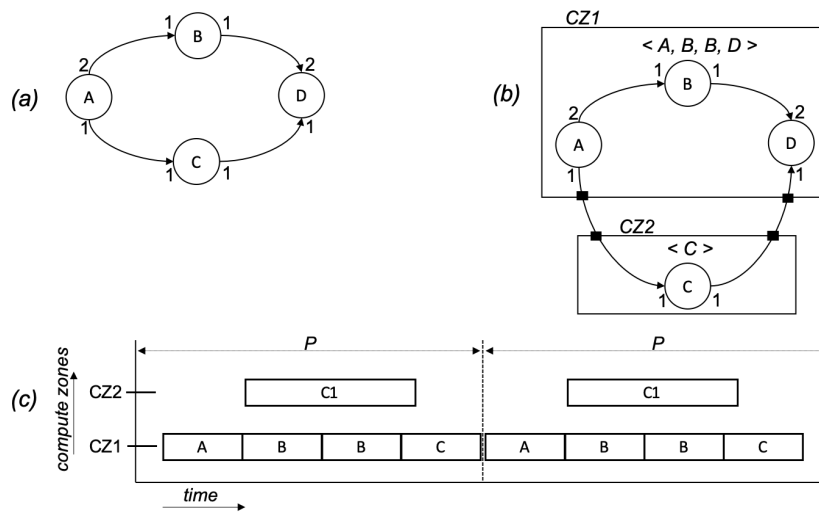 (a)
2
A
1
1
B
1
1
C
1
2
D
1
(b)
CZ1
< A, B, B, D >
2
A
1
1
B
1
2
D
1
CZ2
< C >
1
C
1
(c)
compute zones
P
P
CZ2
C1
C1
CZ1
A B B C A B B C
time